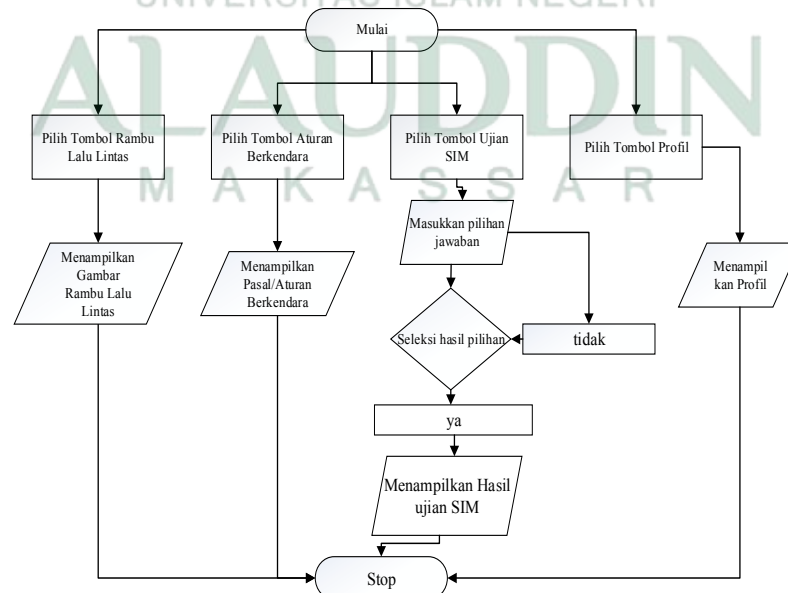 UNIVERSITAS ISLAM NEGERI
ALAUDDIN
MAKASSAR
Mulai
Pilih Tombol Rambu
Lalu Lintas
Pilih Tombol Aturan
Berkendara
Pilih Tombol Ujian
SIM
Pilih Tombol Profil
Menampilkan
Gambar
Rambu Lalu
Lintas
Menampilkan
Pasal/Aturan
Berkendara
Masukkan pilihan
jawaban
Menampil
kan Profil
Seleksi hasil pilihan
tidak
ya
Menampilkan Hasil
ujian SIM
Stop